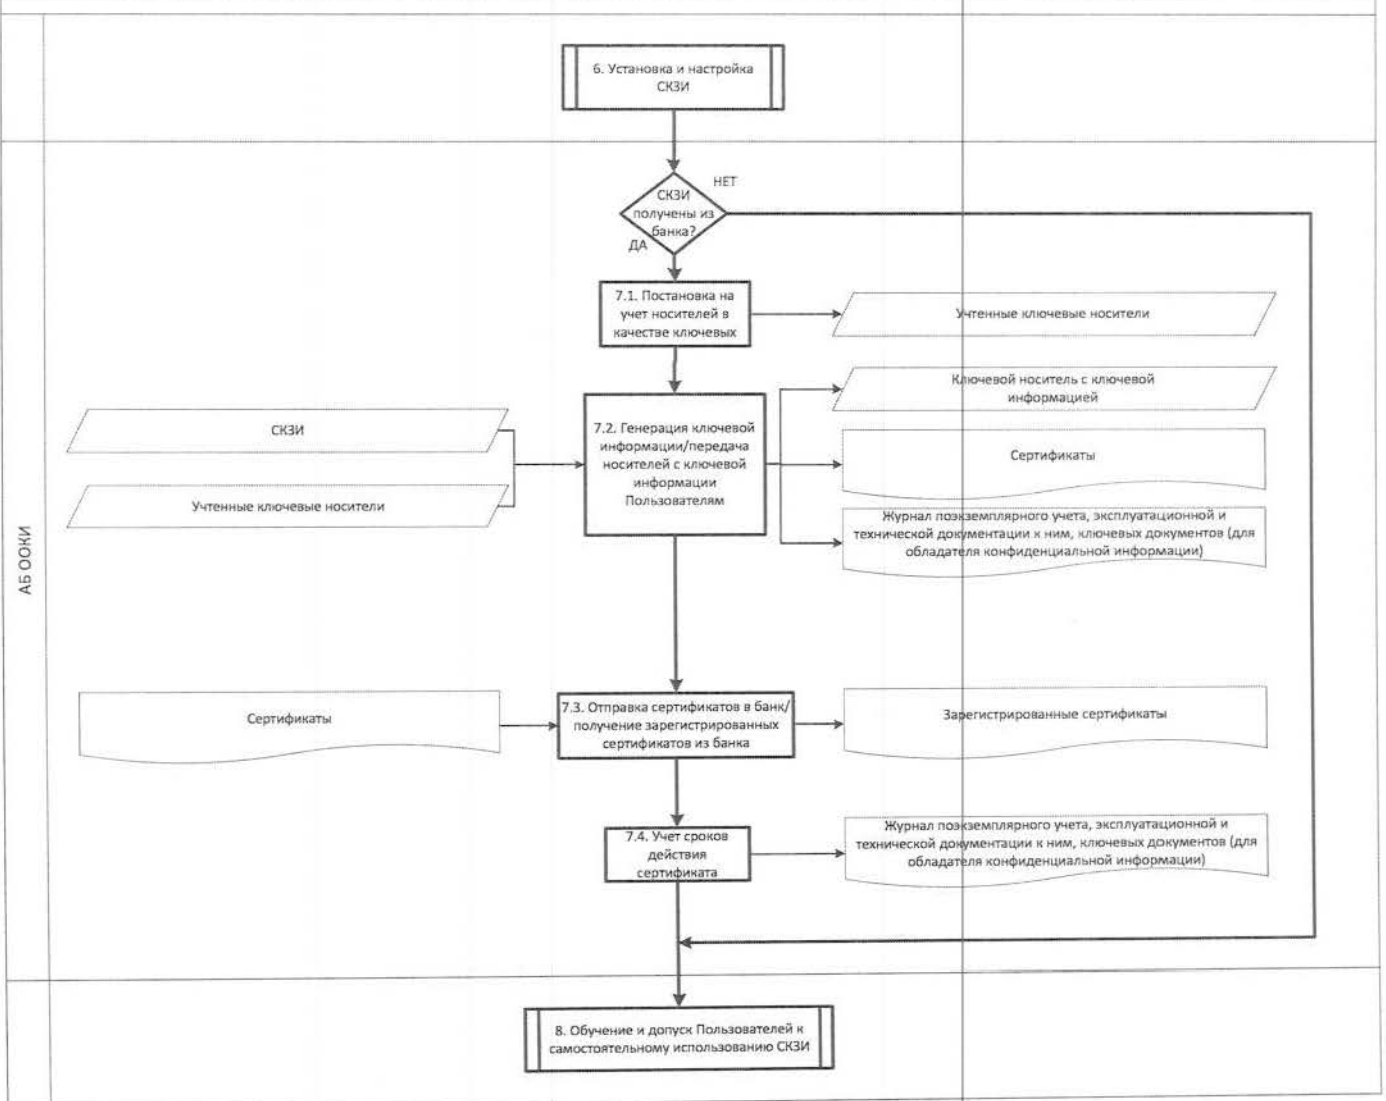 6. Установка и настройка
СКЗИ
НЕТ
СКЗИ
получены из
банка?
ДА
7.1. Постановка на
учет носителей в
качестве ключевых
Учтенные ключевые носители
Ключевой носитель с ключевой
информацией
СКЗИ
7.2. Генерация ключевой
информации/передача
носителей с ключевой
информации
Пользователям
Сертификаты
Учтенные ключевые носители
Журнал поэкземплярного учета, эксплуатационной и
технической документации к ним, ключевых документов (для
обладателя конфиденциальной информации)
АБ ООКИ
Сертификаты
7.3. Отправка сертификатов в банк/
получение зарегистрированных
сертификатов из банка
Зарегистрированные сертификаты
7.4. Учет сроков
действия
сертификата
Журнал поэкземплярного учета, эксплуатационной и
технической документации к ним, ключевых документов (для
обладателя конфиденциальной информации)
8. Обучение и допуск Пользователей к
самостоятельному использованию СКЗИ